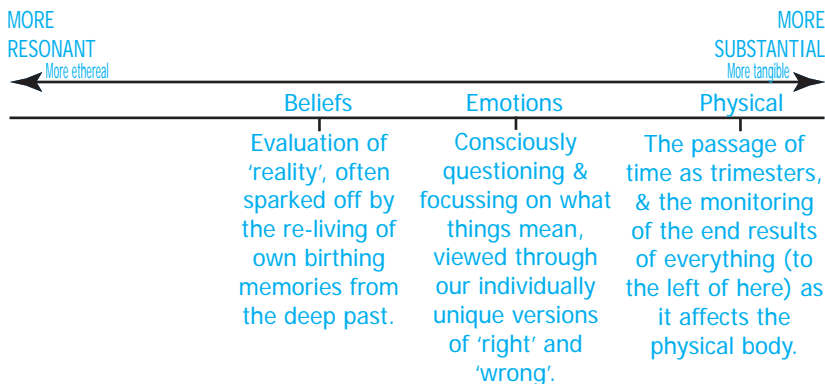 MORE
RESONANT
More ethereal
MORE
SUBSTANTIAL
More tangible
Beliefs
Evaluation of
‘reality’, often
sparked off by
the re-living of
own birthing
memories from
the deep past.
Emotions
Consciously
questioning &
focussing on what
things mean,
viewed through
our individually
unique versions
of ‘right’ and
‘wrong’.
Physical
The passage of
time as trimesters,
& the monitoring
of the end results
of everything (to
the left of here) as
it affects the
physical body.